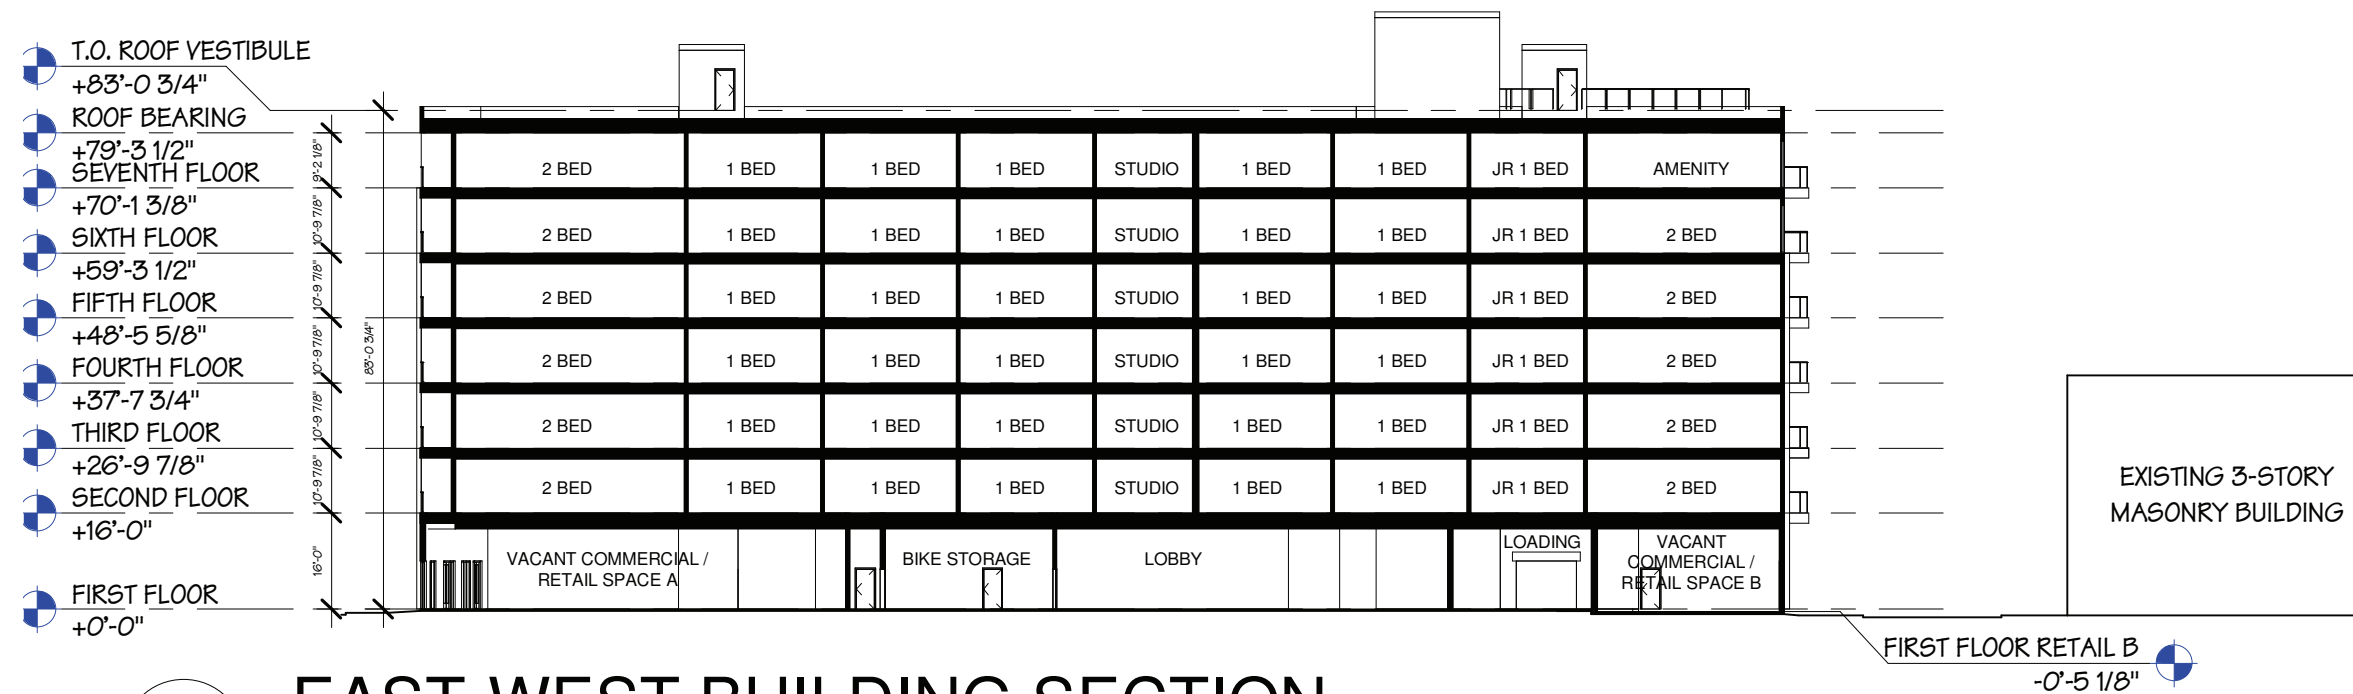 T.O. ROOF VESTIBULE
+83'-0 3/4"
ROOF BEARING
+79'-3 1/2"
SEVENTH FLOOR
+70'-1 3/8"
SIXTH FLOOR
+59'-3 1/2"
FIFTH FLOOR
+48'-5 5/8"
FOURTH FLOOR
+37'-7 3/4"
THIRD FLOOR
+26'-9 7/8"
SECOND FLOOR
+16'-0"
FIRST FLOOR
+0'-0"
9'-2 1/8"
10'-9 7/8"
10'-9 7/8"
10'-9 7/8"
10'-9 7/8"
10'-9 7/8"
16'-0"
83'-0 3/4"
2 BED 1 BED 1 BED 1 BED STUDIO 1 BED 1 BED JR 1 BED AMENITY
2 BED 1 BED 1 BED 1 BED STUDIO 1 BED 1 BED JR 1 BED 2 BED
2 BED 1 BED 1 BED 1 BED STUDIO 1 BED 1 BED JR 1 BED 2 BED
2 BED 1 BED 1 BED 1 BED STUDIO 1 BED 1 BED JR 1 BED 2 BED
2 BED 1 BED 1 BED 1 BED STUDIO 1 BED 1 BED JR 1 BED 2 BED
2 BED 1 BED 1 BED 1 BED STUDIO 1 BED 1 BED JR 1 BED 2 BED
VACANT COMMERCIAL /
RETAIL SPACE A
BIKE STORAGE
LOBBY
LOADING
VACANT
COMMERCIAL /
RETAIL SPACE B
EXISTING 3-STORY
MASONRY BUILDING
FIRST FLOOR RETAIL B
-0'-5 1/8"
EAST-WEST BUILDING SECTION